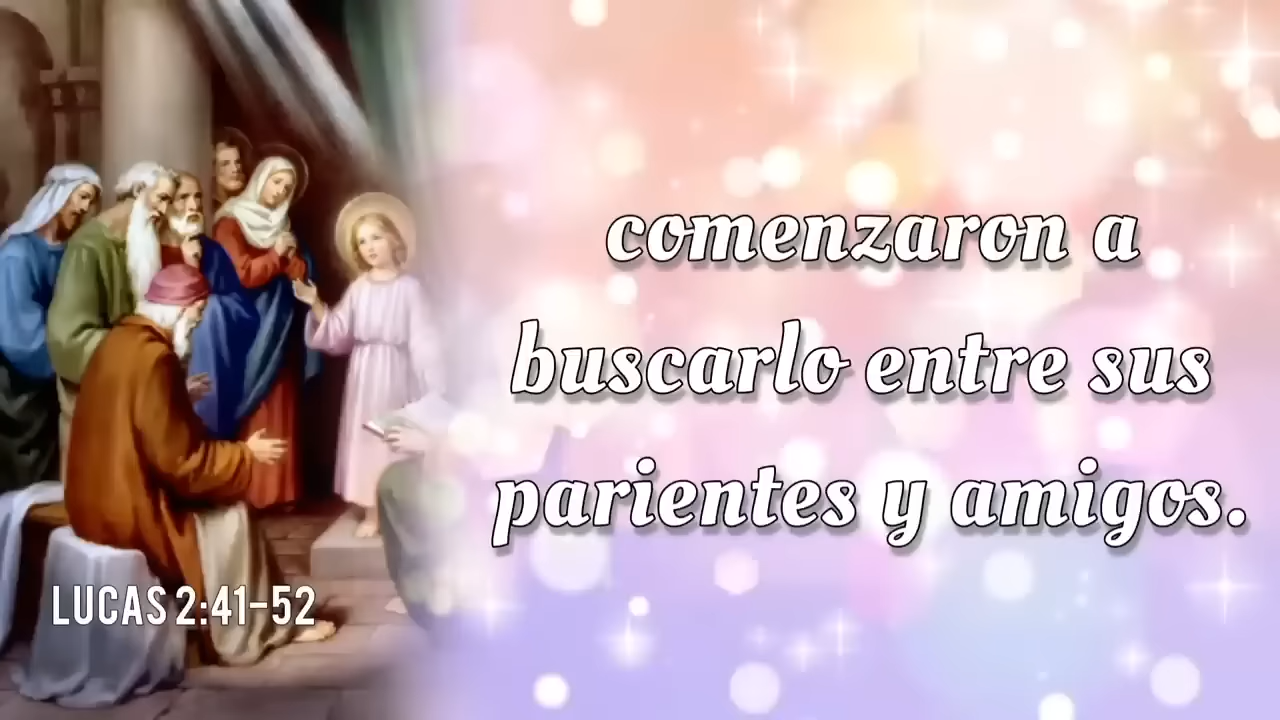 comenzaron a
buscarlo entre sus
parientes y amigos.
LUCAS 2:41-52